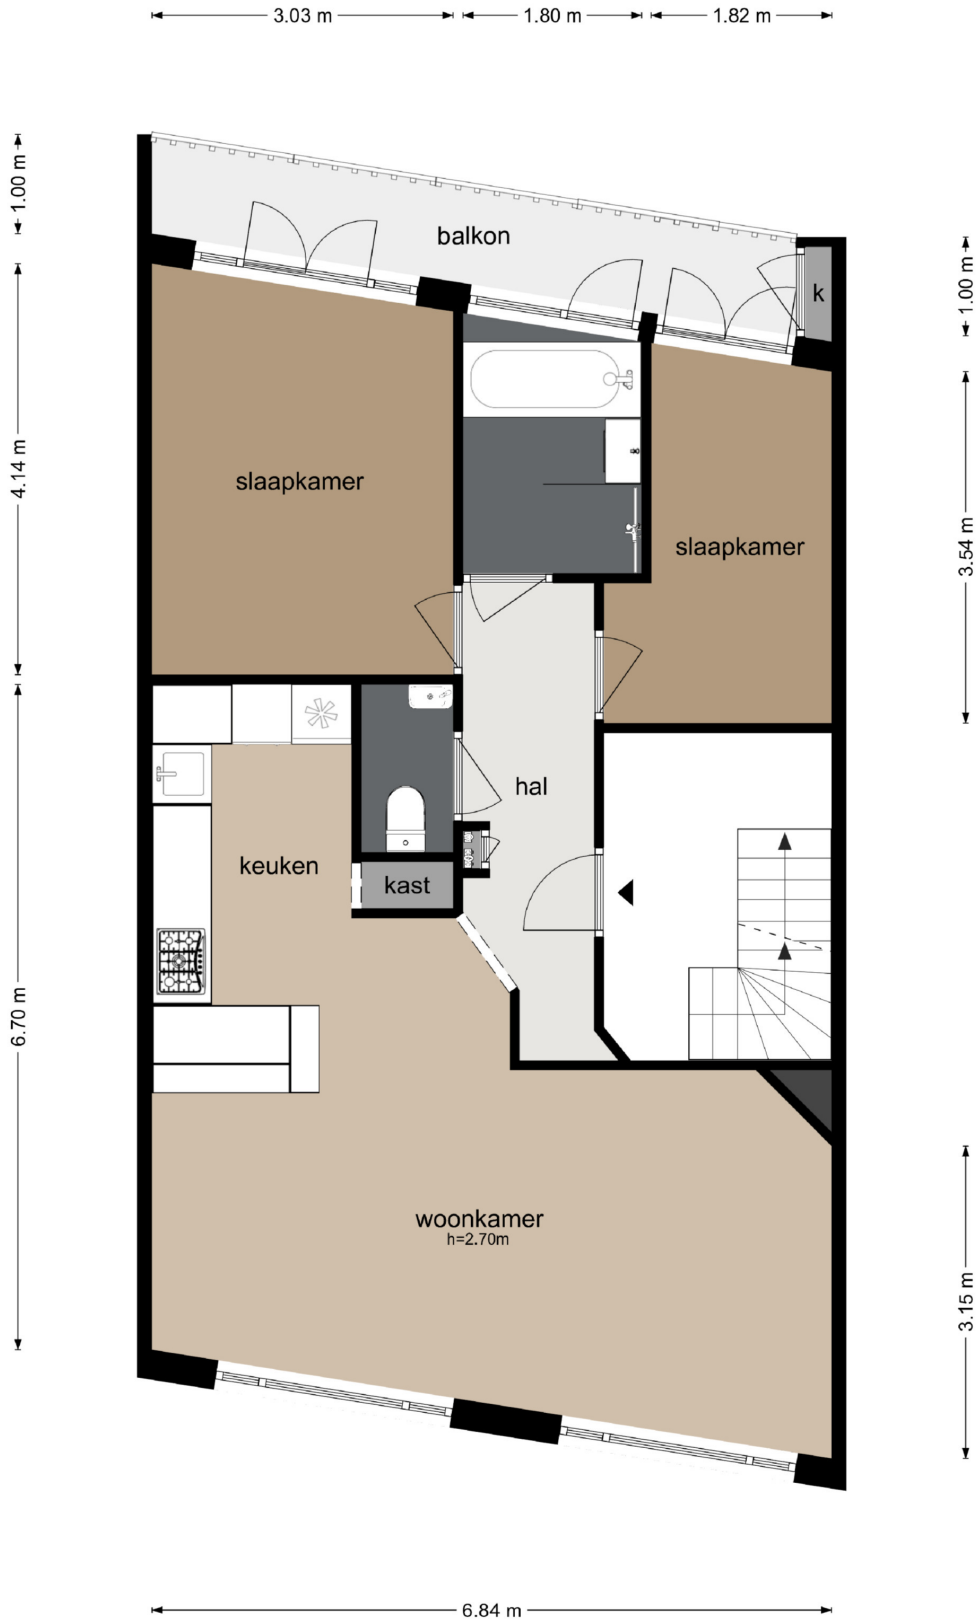 3.03 m
1.80 m
1.82 m
1.00 m
balkon
k
1.00 m
4.14 m
slaapkamer
slaapkamer
3.54 m
hal
keuken
kast
6.70 m
woonkamer
h=2.70m
3.15 m
6.84 m